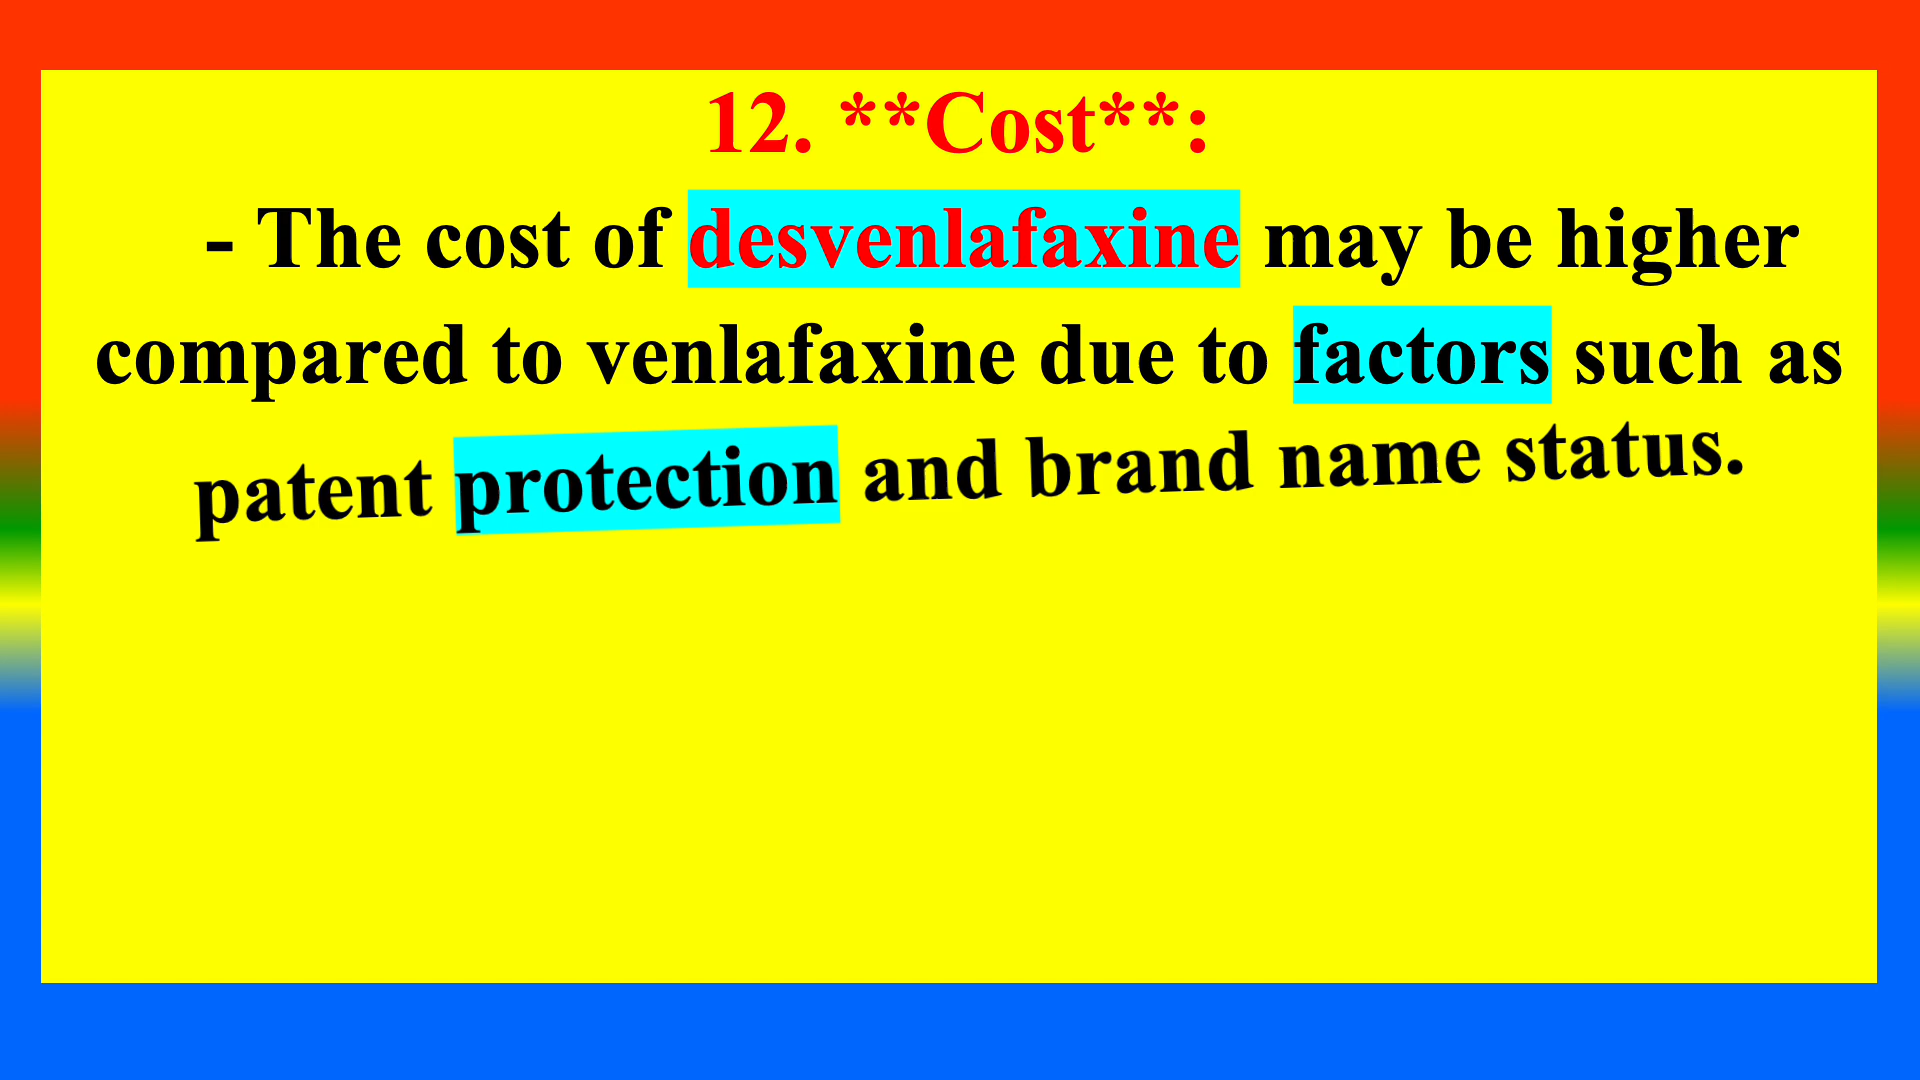 12. **Cost**:
- The cost of desvenlafaxine may be higher
compared to venlafaxine due to factors such as
patent protection and brand name status.